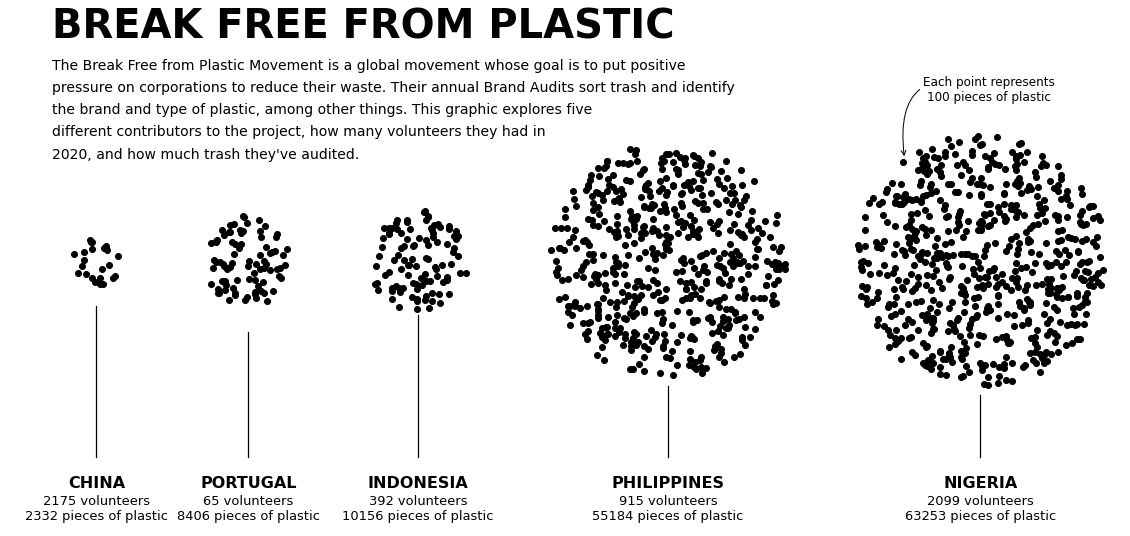 BREAK FREE FROM PLASTIC
The Break Free from Plastic Movement is a global movement whose goal is to put positive
pressure on corporations to reduce their waste. Their annual Brand Audits sort trash and identify
the brand and type of plastic, among other things. This graphic explores five
different contributors to the project, how many volunteers they had in
2020, and how much trash they've audited.
Each point represents
100 pieces of plastic
CHINA
2175 volunteers
2332 pieces of plastic
PORTUGAL
65 volunteers
8406 pieces of plastic
INDONESIA
392 volunteers
10156 pieces of plastic
PHILIPPINES
915 volunteers
55184 pieces of plastic
NIGERIA
2099 volunteers
63253 pieces of plastic